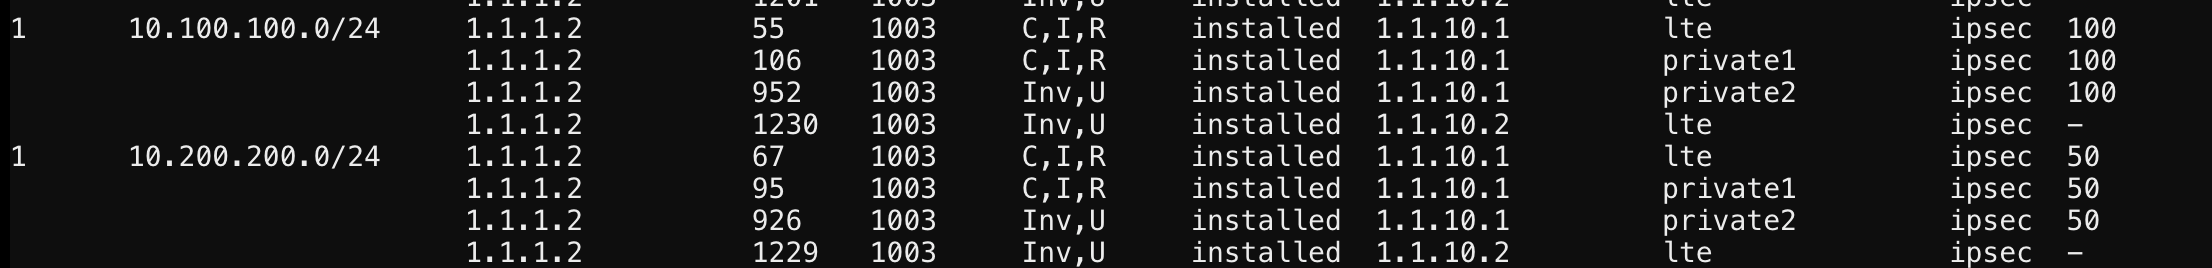 1.1.1.2 1201 1003 Inv,U installed 1.1.10.2 lte ipsec
1 10.100.100.0/24 1.1.1.2 55 1003 C,I,R installed 1.1.10.1 lte ipsec 100
1.1.1.2 106 1003 C,I,R installed 1.1.10.1 private1 ipsec 100
1.1.1.2 952 1003 Inv,U installed 1.1.10.1 private2 ipsec 100
1.1.1.2 1230 1003 Inv,U installed 1.1.10.2 lte ipsec –
1 10.200.200.0/24 1.1.1.2 67 1003 C,I,R installed 1.1.10.1 lte ipsec 50
1.1.1.2 95 1003 C,I,R installed 1.1.10.1 private1 ipsec 50
1.1.1.2 926 1003 Inv,U installed 1.1.10.1 private2 ipsec 50
1.1.1.2 1229 1003 Inv,U installed 1.1.10.2 lte ipsec –